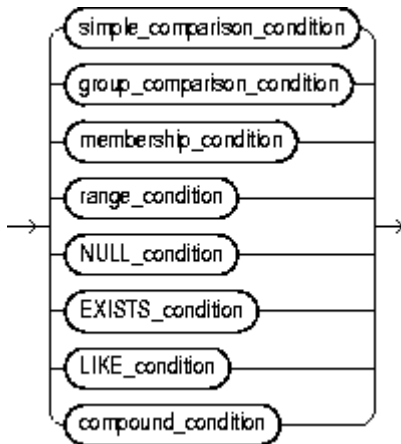 simple_comparison_condition
group_comparison_condition
membership_condition
range_condition
NULL_condition
EXISTS_condition
LIKE_condition
compound_condition